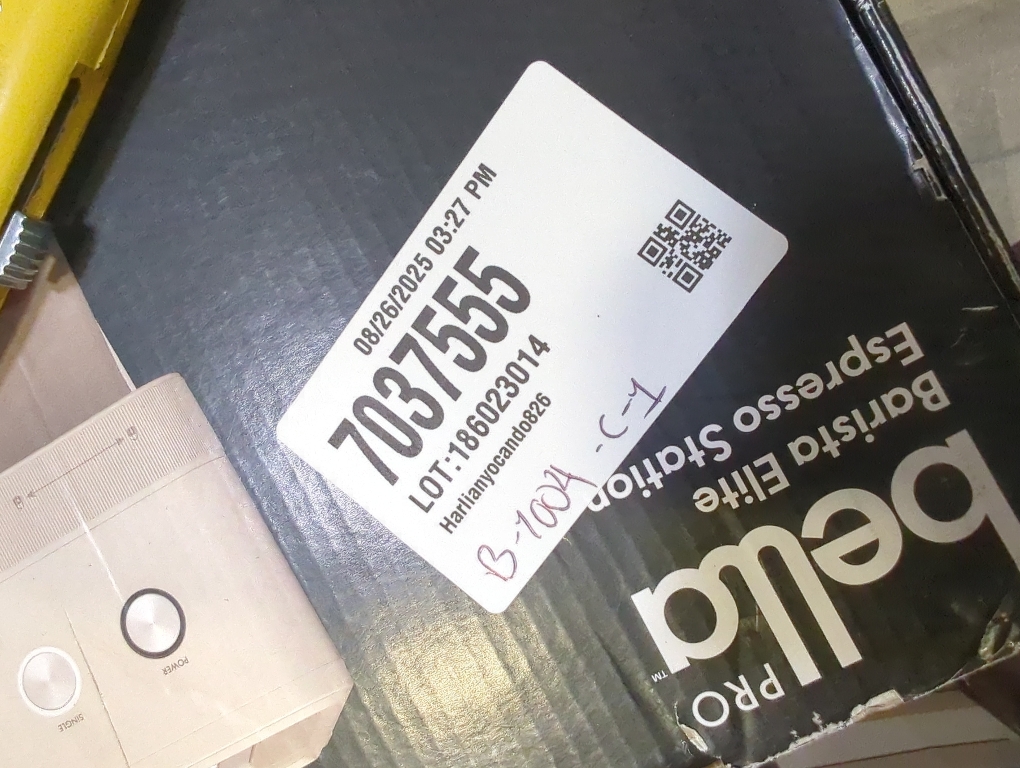 08/26/2025 03:27 PM
7037555
LOT:186023014
Harlianyocando826
B-1004-C-1
bella™
PRO
Barista Elite
Espresso Station
POWER
SINGLE